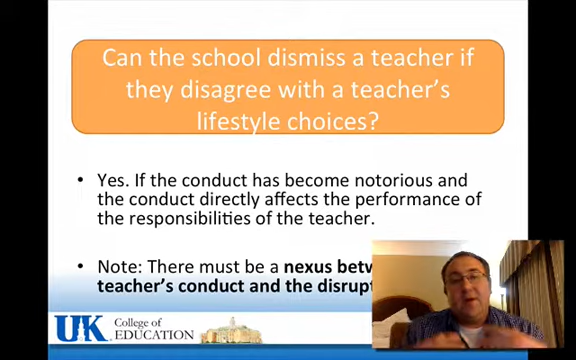 Can the school dismiss a teacher if
they disagree with a teacher's
lifestyle choices?
• Yes. If the conduct has become notorious and
the conduct directly affects the performance of
the responsibilities of the teacher.
• Note: There must be a nexus
teacher's conduct and the
UK College of
EDUCATION